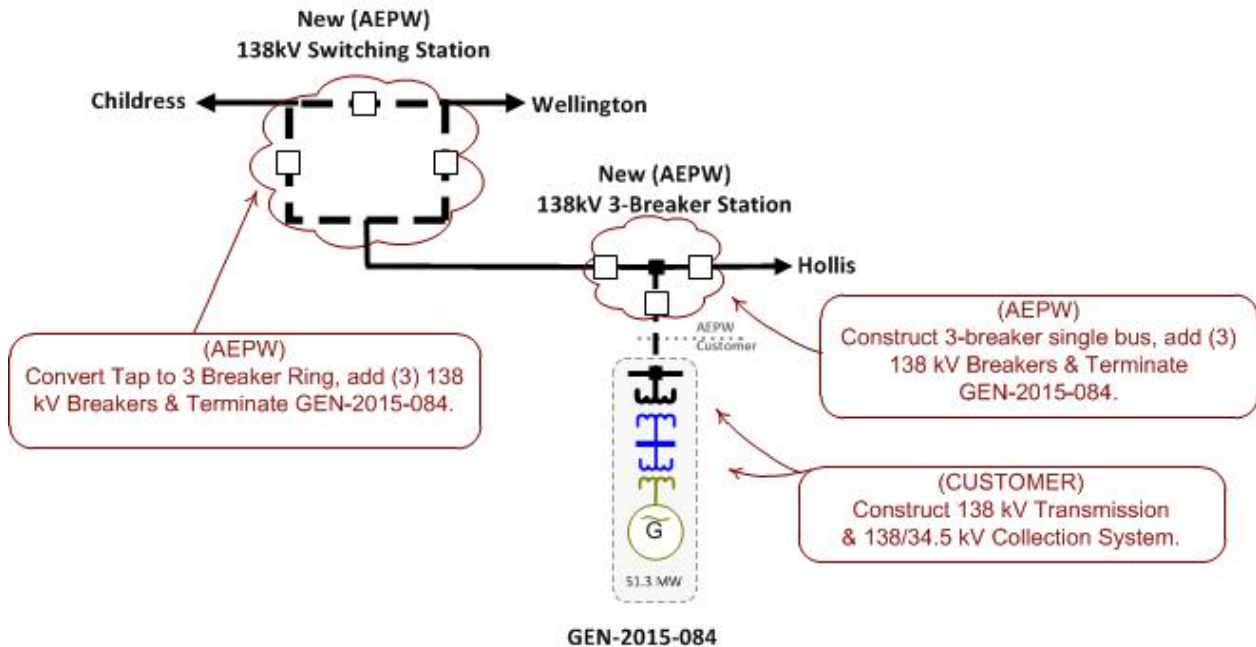 New (AEPW)
138kV Switching Station
Childress
Wellington
New (AEPW)
138kV 3-Breaker Station
Hollis
(AEPW)
Convert Tap to 3 Breaker Ring, add (3) 138
kV Breakers & Terminate GEN-2015-084.
(AEPW)
Construct 3-breaker single bus, add (3)
138 kV Breakers & Terminate
GEN-2015-084.
AEPW
Customer
(CUSTOMER)
Construct 138 kV Transmission
& 138/34.5 kV Collection System.
G
51.3 MW
GEN-2015-084